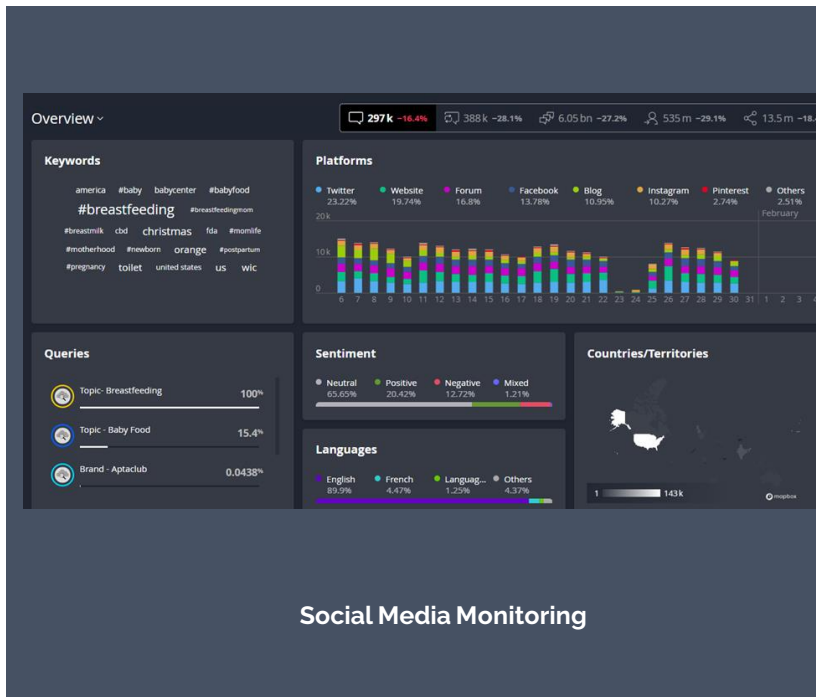 Overview
297k −16.4% 388k −28.1% 6.05bn −27.2% 535m −29.1% 13.5m −18.
Keywords
america #baby babycenter #babyfood
#breastfeeding #breastfeedingmom
#breastmilk cbd christmas fda #momlife
#motherhood #newborn orange #postpartum
#pregnancy toilet united states us wic
Platforms
Twitter Website Forum Facebook Blog Instagram Pinterest Others
23.22% 19.74% 16.8% 13.78% 10.95% 10.27% 2.74% 2.51%
February
20k
10k
0
6 7 8 9 10 11 12 13 14 15 16 17 18 19 20 21 22 23 24 25 26 27 28 29 30 31 1 2 3 4
Queries
Topic- Breastfeeding 100%
Topic - Baby Food 15.4%
Brand - Aptaclub 0.0438%
Sentiment
Neutral Positive Negative Mixed
65.65% 20.42% 12.72% 1.21%
Languages
English French Languag... Others
89.9% 4.47% 1.25% 4.37%
Countries/Territories
1 143k
mapbox
Social Media Monitoring